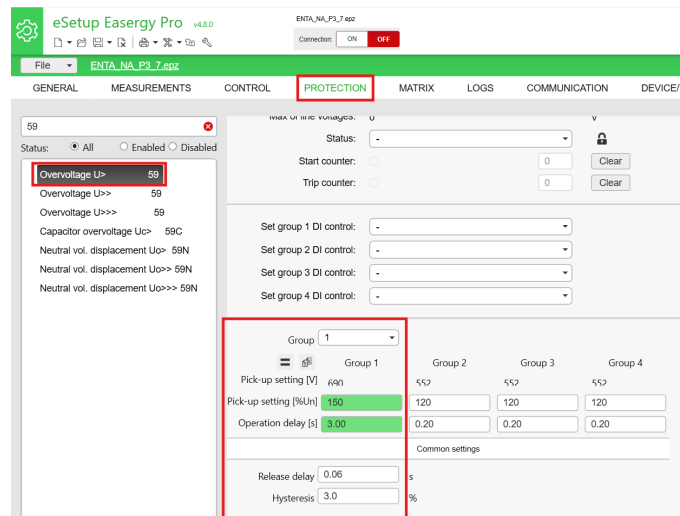 eSetup Easergy Pro v4.8.0
ENTA_NA_P3_7.epz
Connection: ON OFF
File ENTA_NA_P3_7.epz
GENERAL MEASUREMENTS CONTROL PROTECTION MATRIX LOGS COMMUNICATION DEVICE/
59
Status: All Enabled Disabled
Overvoltage U> 59
Overvoltage U>> 59
Overvoltage U>>> 59
Capacitor overvoltage Uc> 59C
Neutral vol. displacement Uo> 59N
Neutral vol. displacement Uo>> 59N
Neutral vol. displacement Uo>>> 59N
Max of line voltages: 0 V
Status: -
Start counter: 0 Clear
Trip counter: 0 Clear
Set group 1 DI control: -
Set group 2 DI control: -
Set group 3 DI control: -
Set group 4 DI control: -
Group 1
Group 1 Group 2 Group 3 Group 4
Pick-up setting [V] 690 552 552 552
Pick-up setting [%Un] 150 120 120 120
Operation delay [s] 3.00 0.20 0.20 0.20
Common settings
Release delay 0.06 s
Hysteresis 3.0 %